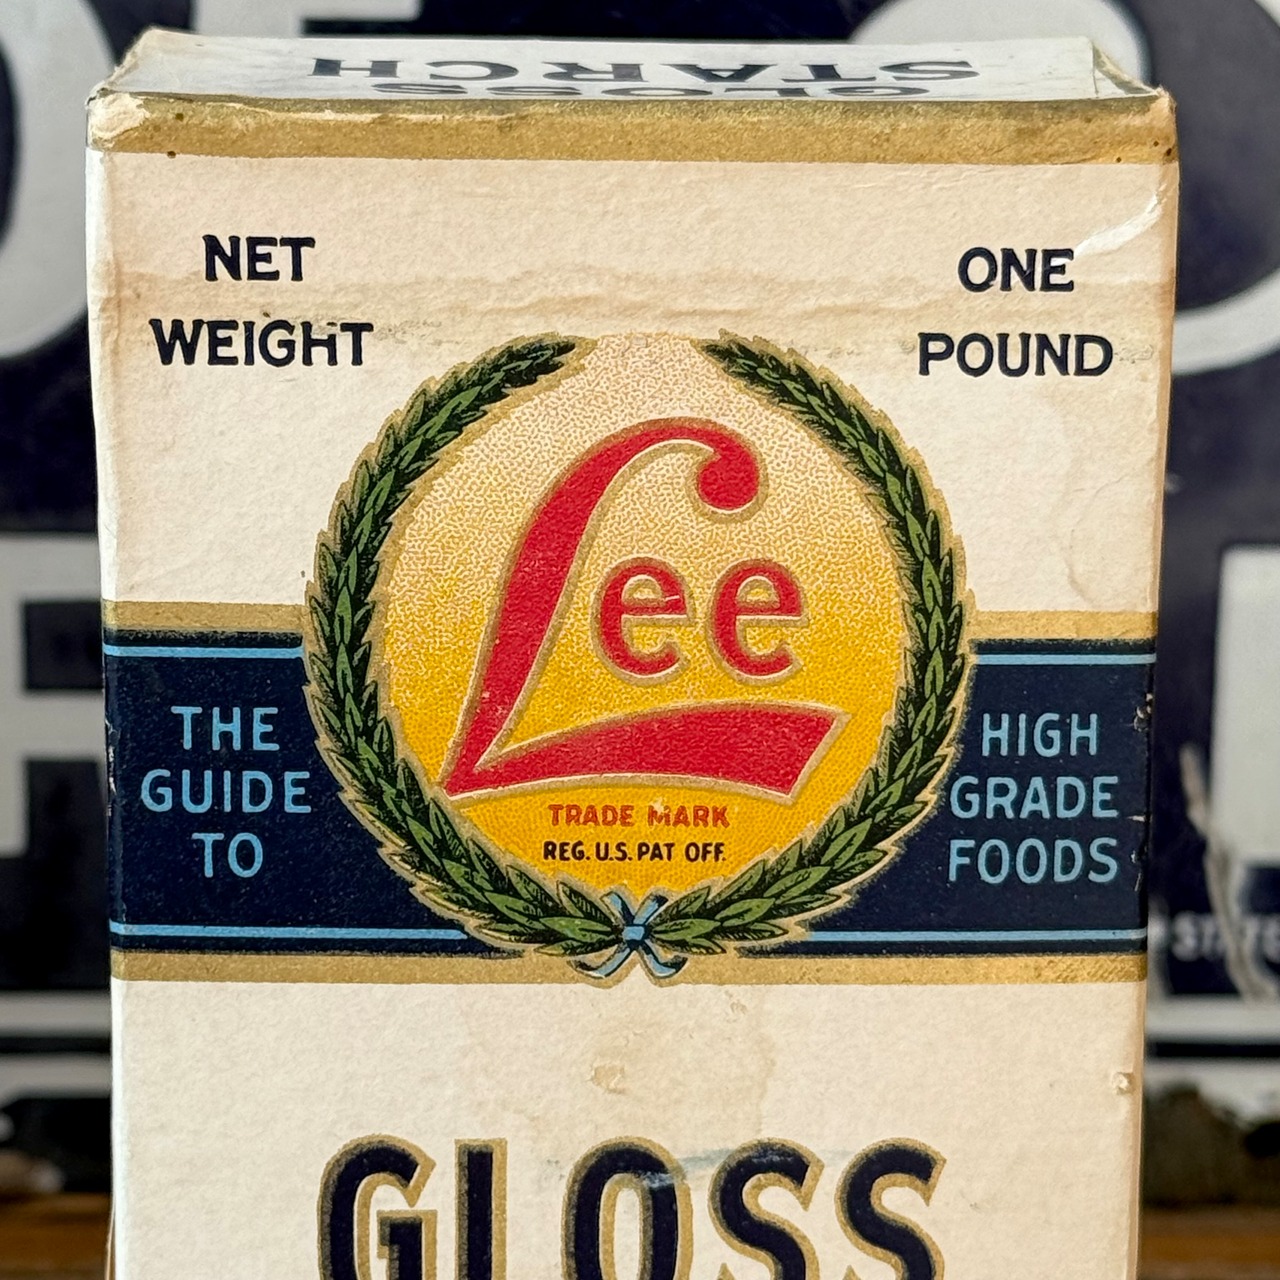 GLOSS
STARCH
NET
WEIGHT
ONE
POUND
Lee
TRADE MARK
REG. U.S. PAT OFF.
THE
GUIDE
TO
HIGH
GRADE
FOODS
GLOSS